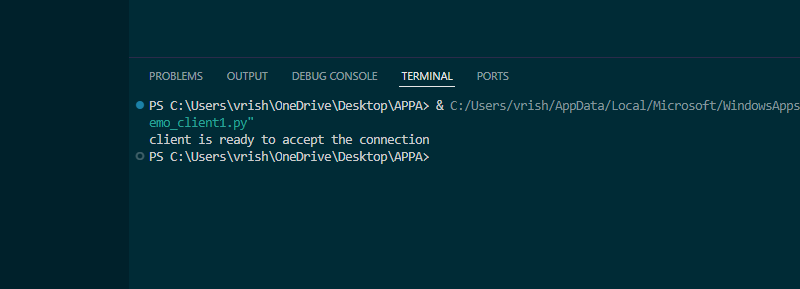 PROBLEMS OUTPUT DEBUG CONSOLE TERMINAL PORTS
PS C:\Users\vrish\OneDrive\Desktop\APPA> & C:/Users/vrish/AppData/Local/Microsoft/WindowsApps
emo_client1.py"
client is ready to accept the connection
PS C:\Users\vrish\OneDrive\Desktop\APPA>